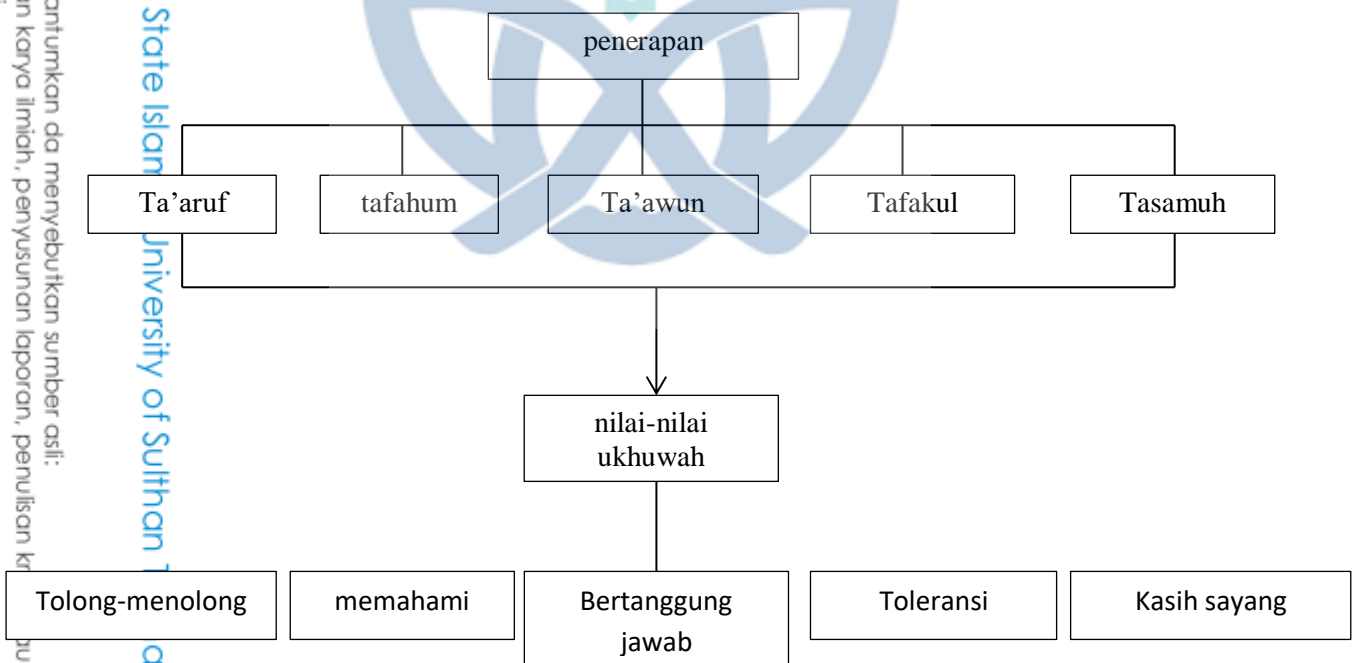 penerapan
Ta'aruf
tafahum
Ta'awun
Tafakul
Tasamuh
nilai-nilai
ukhuwah
Tolong-menolong
memahami
Bertanggung
jawab
Toleransi
Kasih sayang
State Islam University of Sulthan
antumkan da menyebutkan sumber asli:
karya ilmiah, penyusunan laporan, penulisan